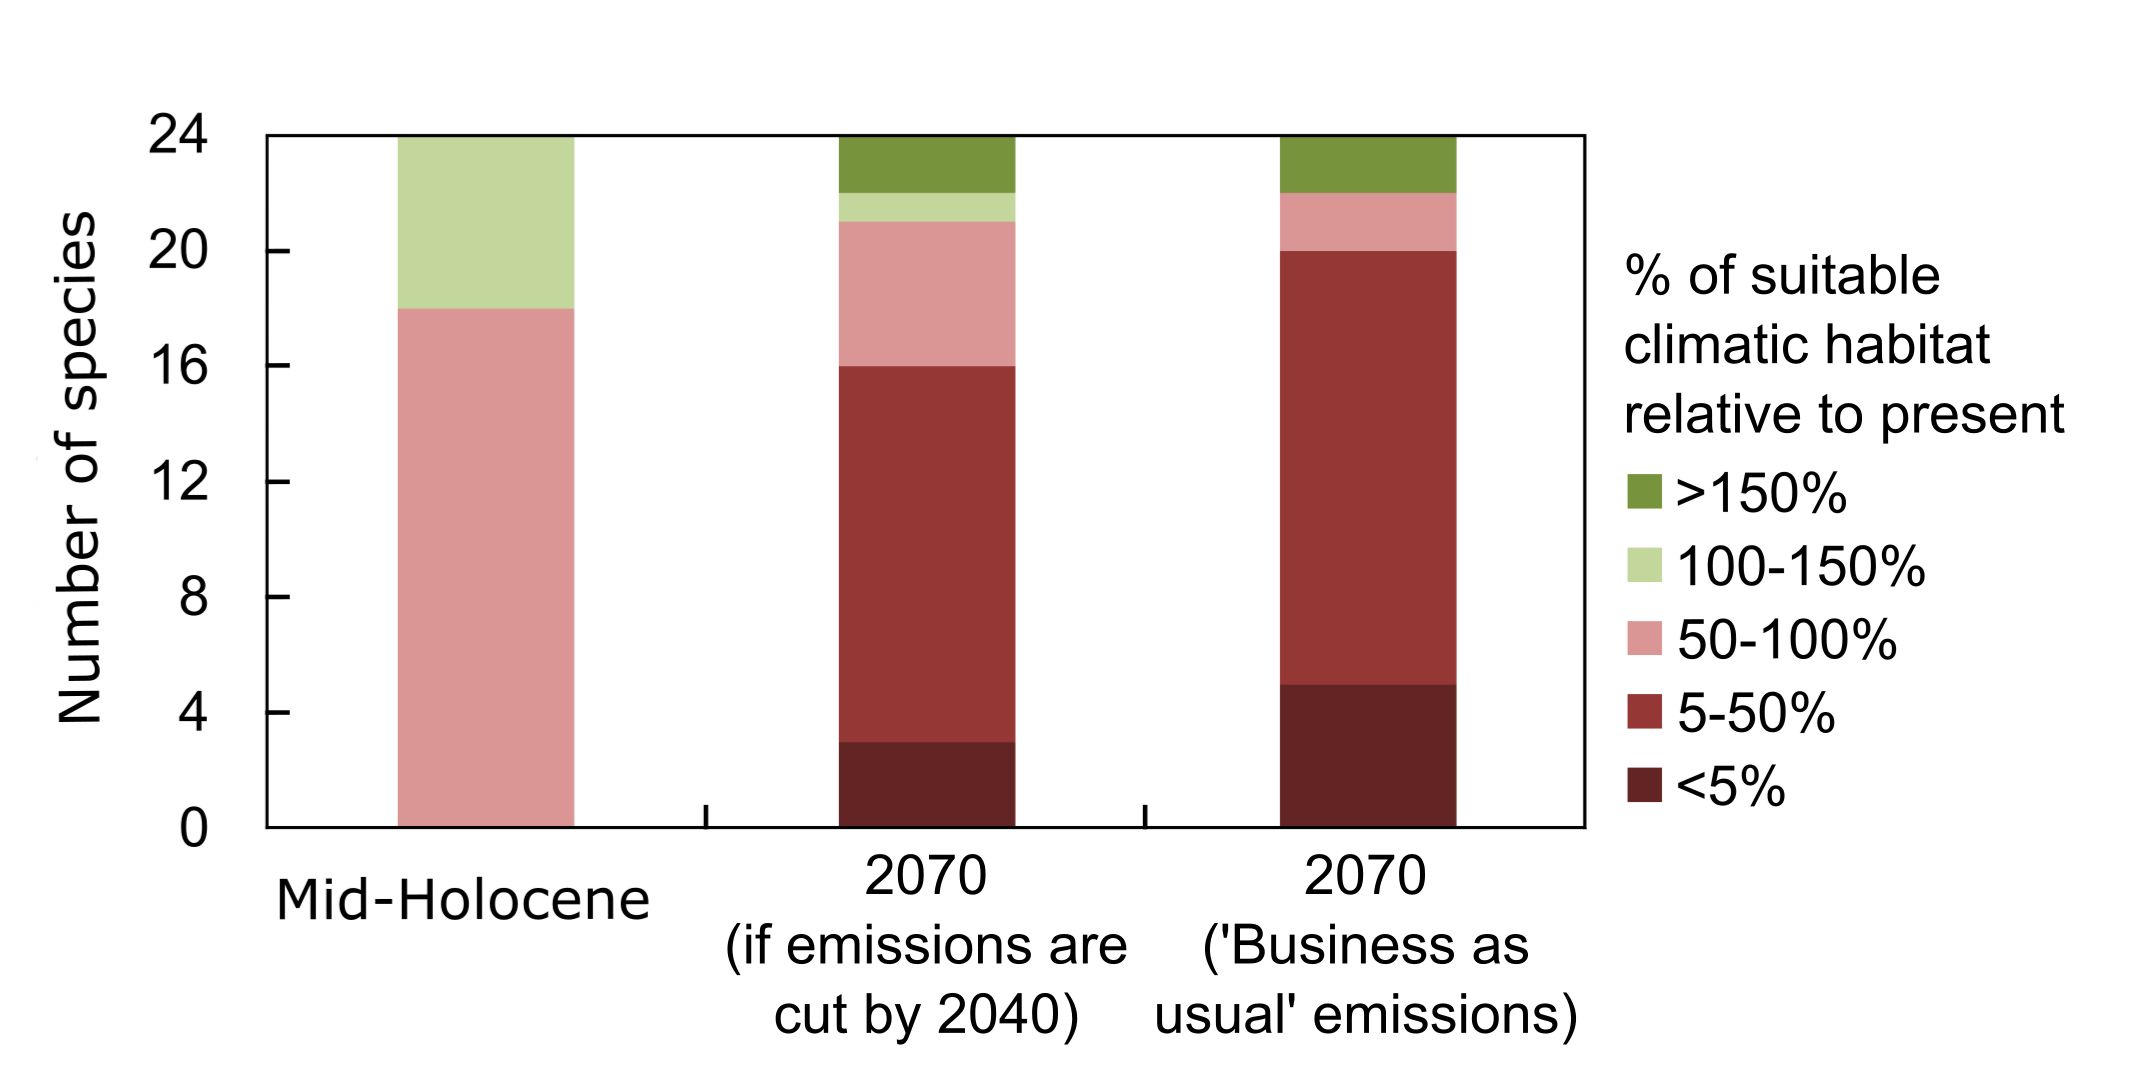 24
20
16
12
8
4
0
Number of species
Mid-Holocene
2070
(if emissions are
cut by 2040)
2070
('Business as
usual' emissions)
% of suitable
climatic habitat
relative to present
>150%
100-150%
50-100%
5-50%
<5%